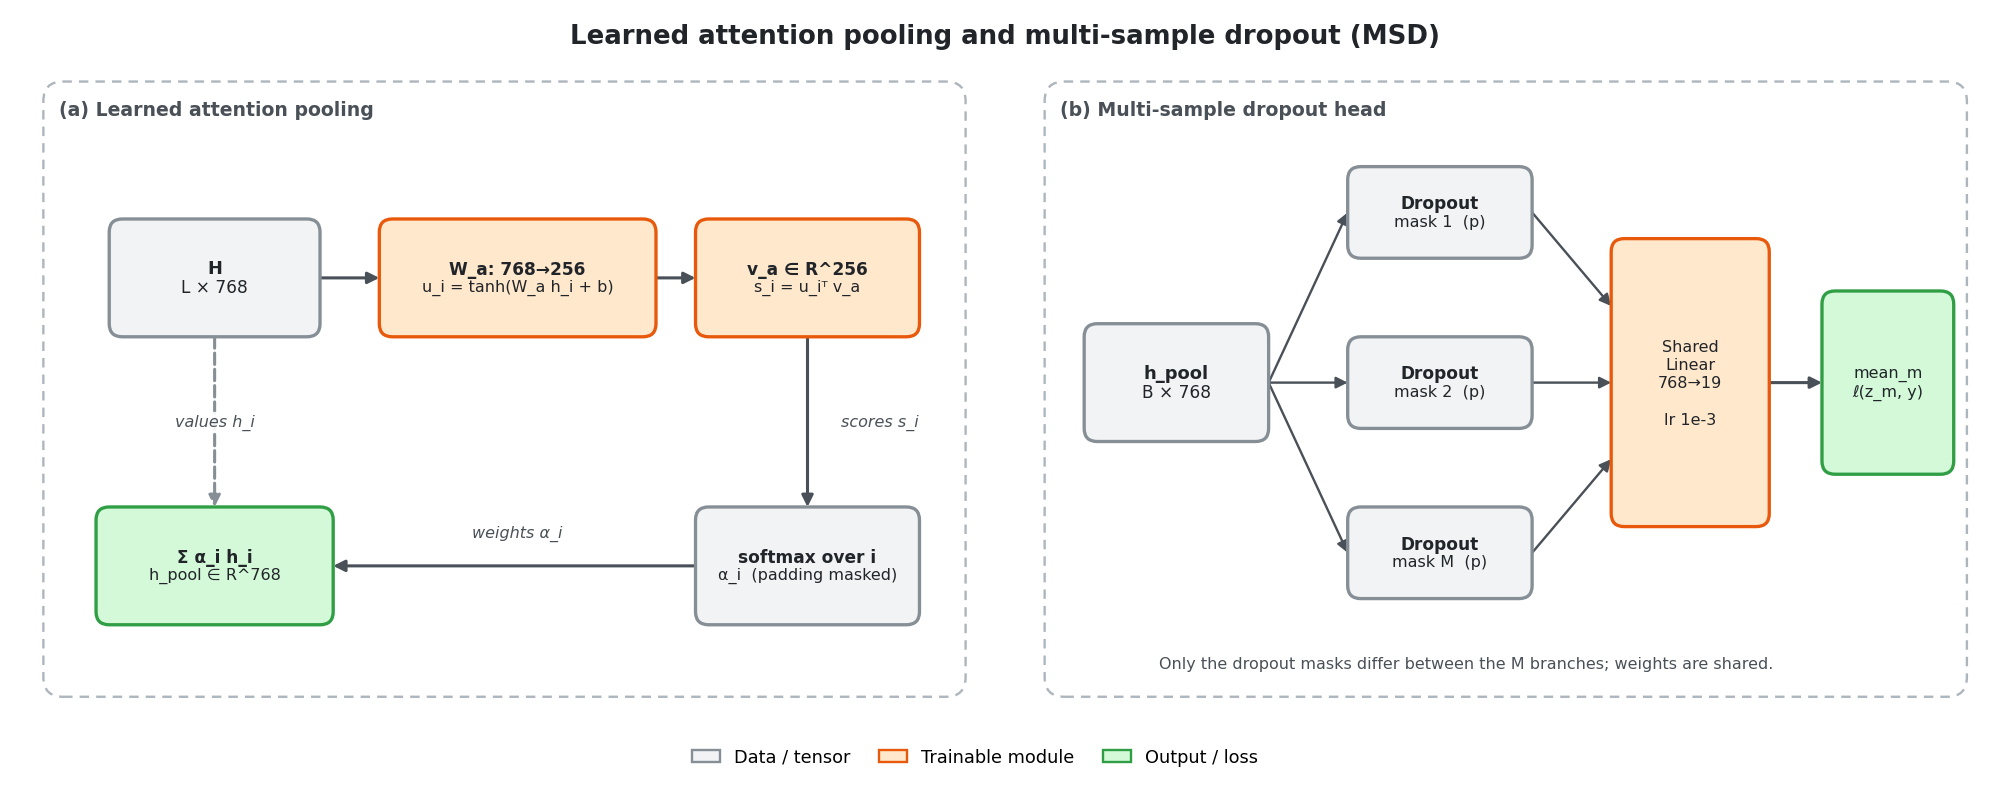 Learned attention pooling and multi-sample dropout (MSD)
(a) Learned attention pooling
H
L × 768
W_a: 768→256
u_i = tanh(W_a h_i + b)
v_a ∈ R^256
s_i = u_iᵀ v_a
values h_i
scores s_i
Σ α_i h_i
h_pool ∈ R^768
weights α_i
softmax over i
α_i  (padding masked)
(b) Multi-sample dropout head
h_pool
B × 768
Dropout
mask 1  (p)
Dropout
mask 2  (p)
Dropout
mask M  (p)
Shared
Linear
768→19
lr 1e-3
mean_m
ℓ(z_m, y)
Only the dropout masks differ between the M branches; weights are shared.
Data / tensor
Trainable module
Output / loss